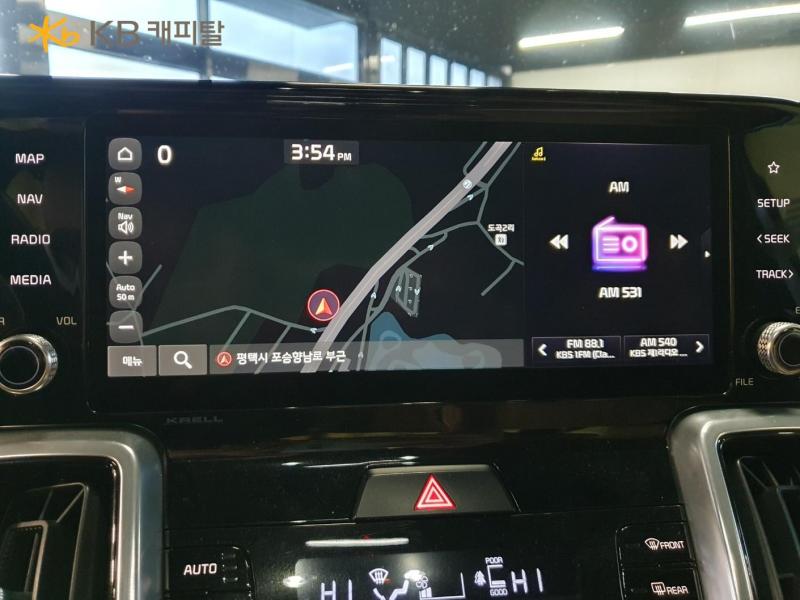 KB 캐피탈
MAP
NAV
RADIO
MEDIA
VOL
0
3:54 PM
W
Nav
+
Auto
50 m
−
메뉴
평택시 포승향남로 부근
도곡2리
AM
AM 531
FM 88.1
KBS 1FM (Cla...
AM 540
KBS 제1라디오 ...
SETUP
<SEEK
TRACK>
FILE
KRELL
AUTO
HI
POOR
GOOD
HI
FRONT
REAR